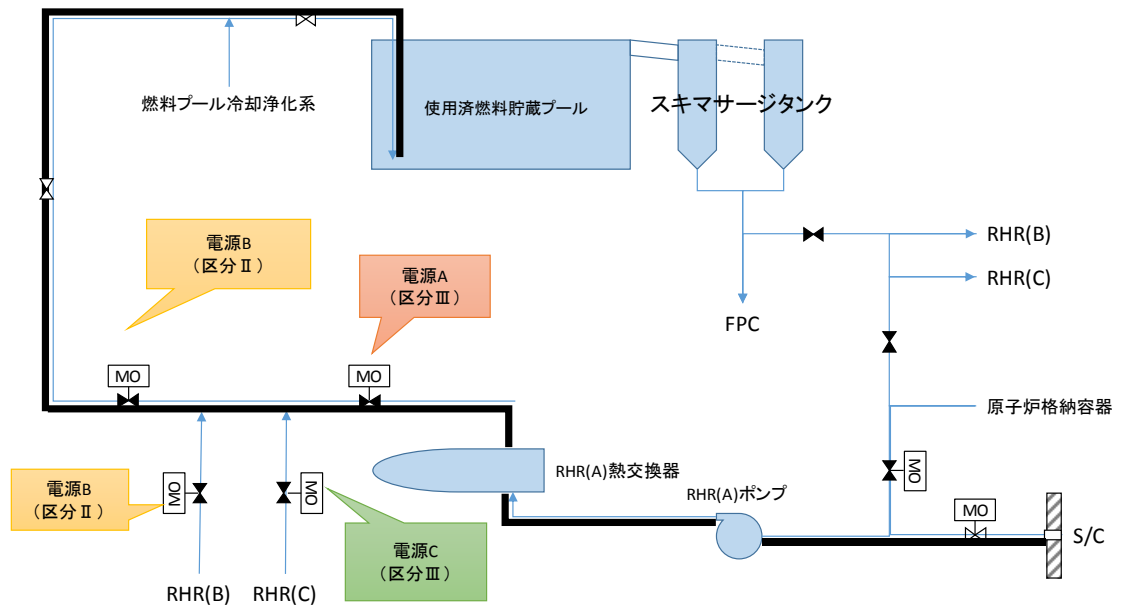 燃料プール冷却浄化系
使用済燃料貯蔵プール
スキマサージタンク
電源B
(区分Ⅱ)
電源A
(区分Ⅲ)
RHR(B)
RHR(C)
FPC
MO
MO
原子炉格納容器
RHR(A)熱交換器
MO
RHR(A)ポンプ
電源B
(区分Ⅱ)
MO
MO
MO
S/C
電源C
(区分Ⅲ)
RHR(B)
RHR(C)